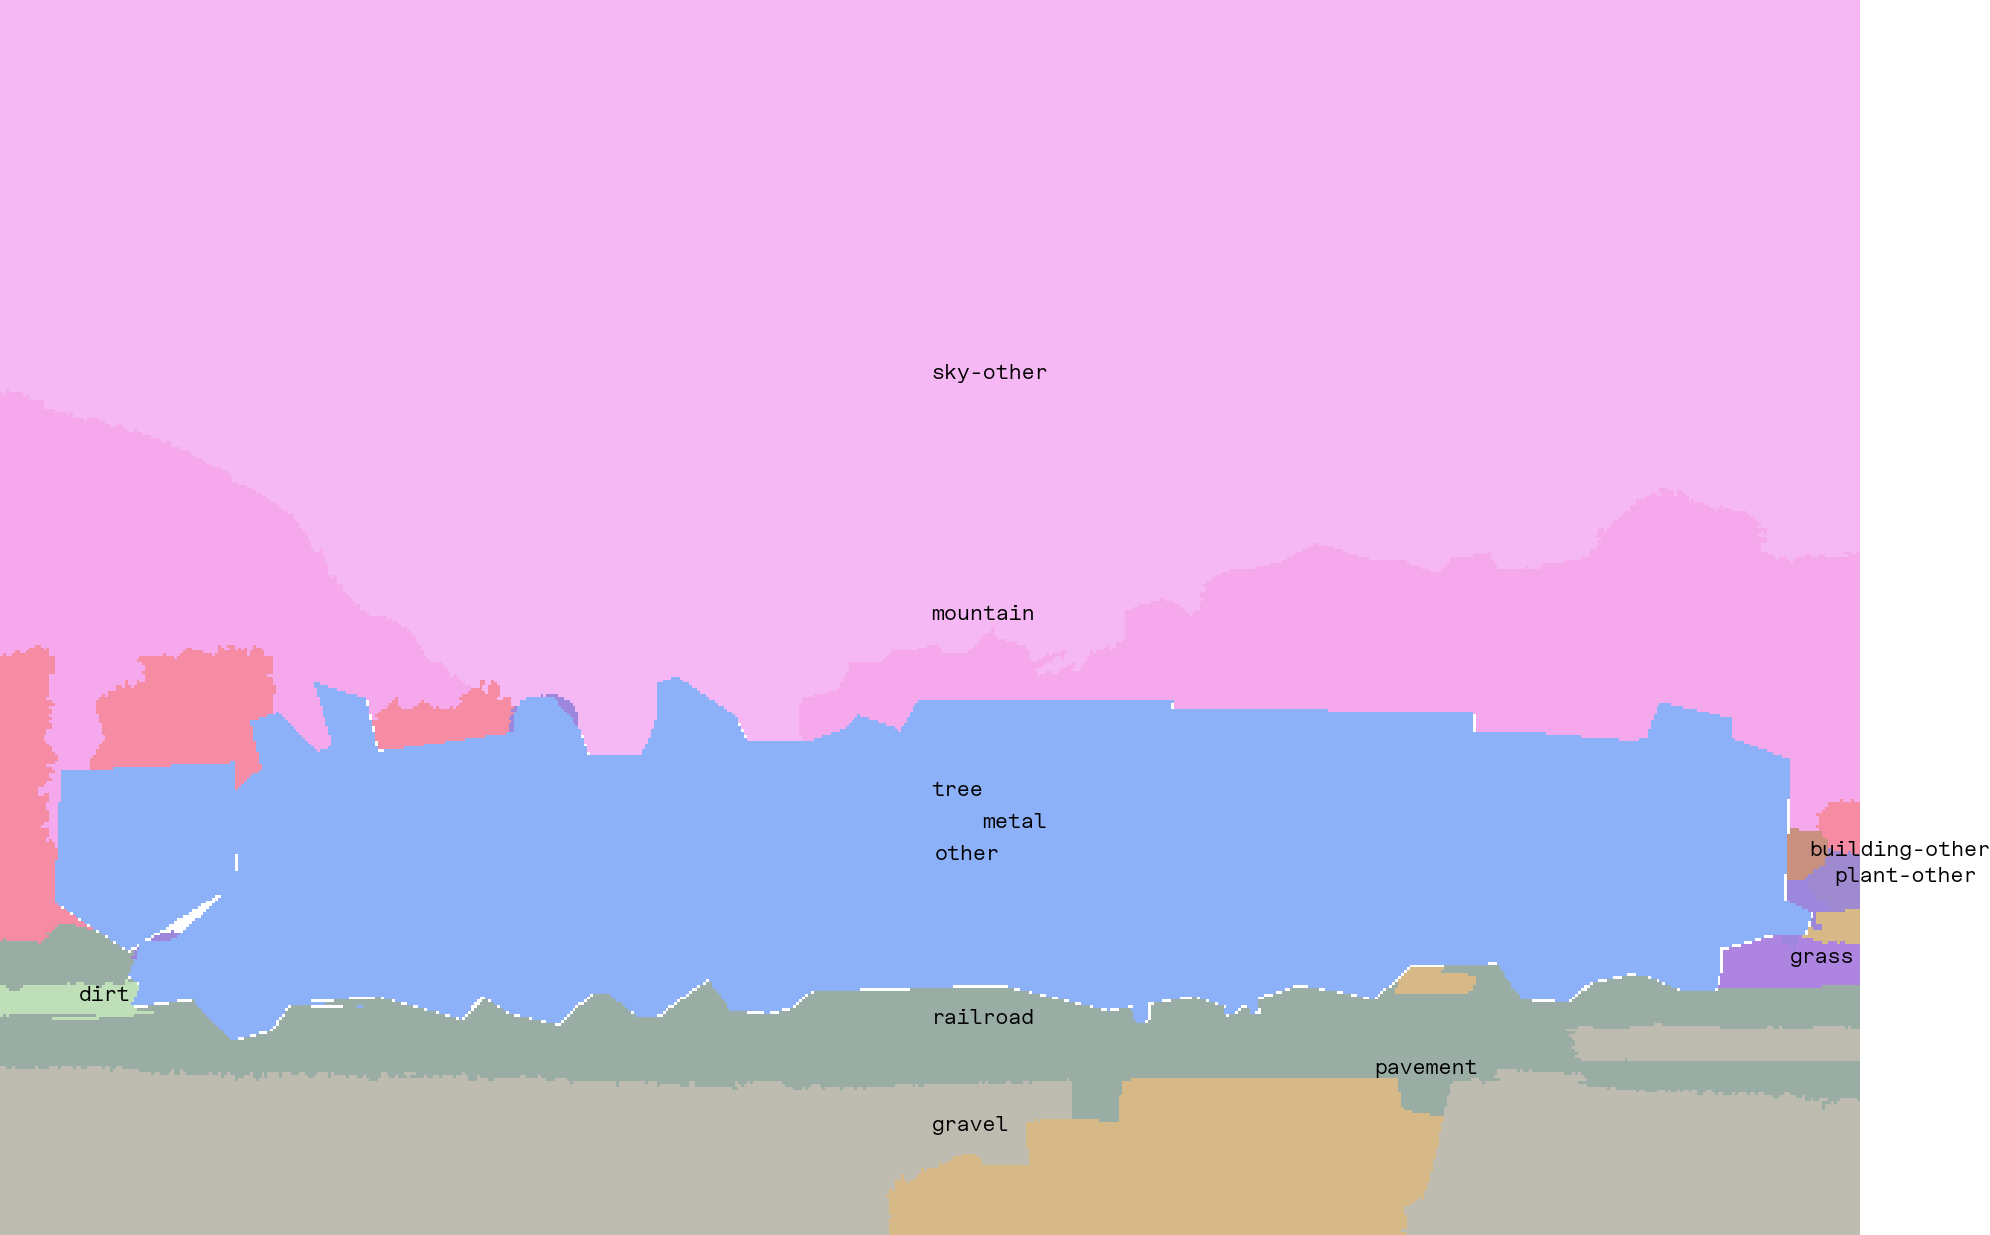 sky-other
mountain
tree
metal
other
building-other
plant-other
grass
dirt
railroad
pavement
gravel